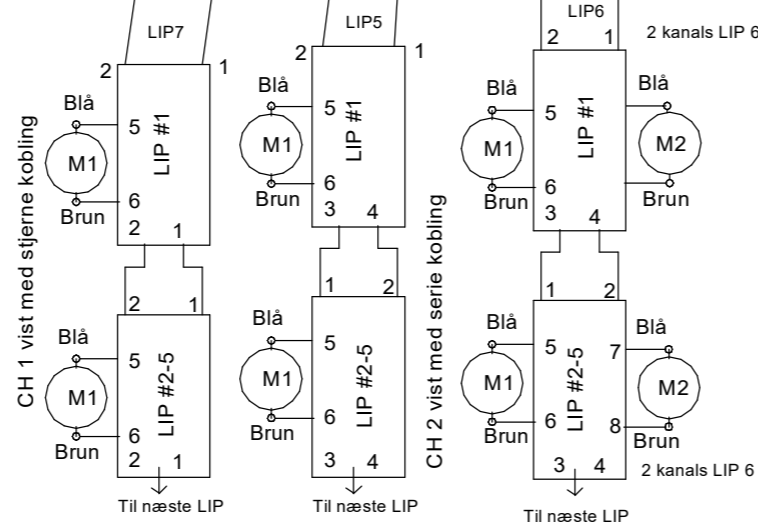 LIP7
2
1
Blå
5
M1
LIP #1
6
Brun
2
1
2
1
Blå
5
M1
LIP #2-5
6
Brun
2
1
Til næste LIP
CH 1 vist med stjerne kobling
LIP5
2
1
Blå
5
M1
LIP #1
6
Brun
3
4
1
2
Blå
5
M1
LIP #2-5
6
Brun
3
4
Til næste LIP
CH 2 vist med serie kobling
LIP6
2
1
2 kanals LIP 6
Blå
5
M1
LIP #1
Blå
M2
6
Brun
Brun
3
4
1
2
Blå
5
M1
LIP #2-5
7
Blå
M2
6
Brun
8
Brun
3
4
2 kanals LIP 6
Til næste LIP